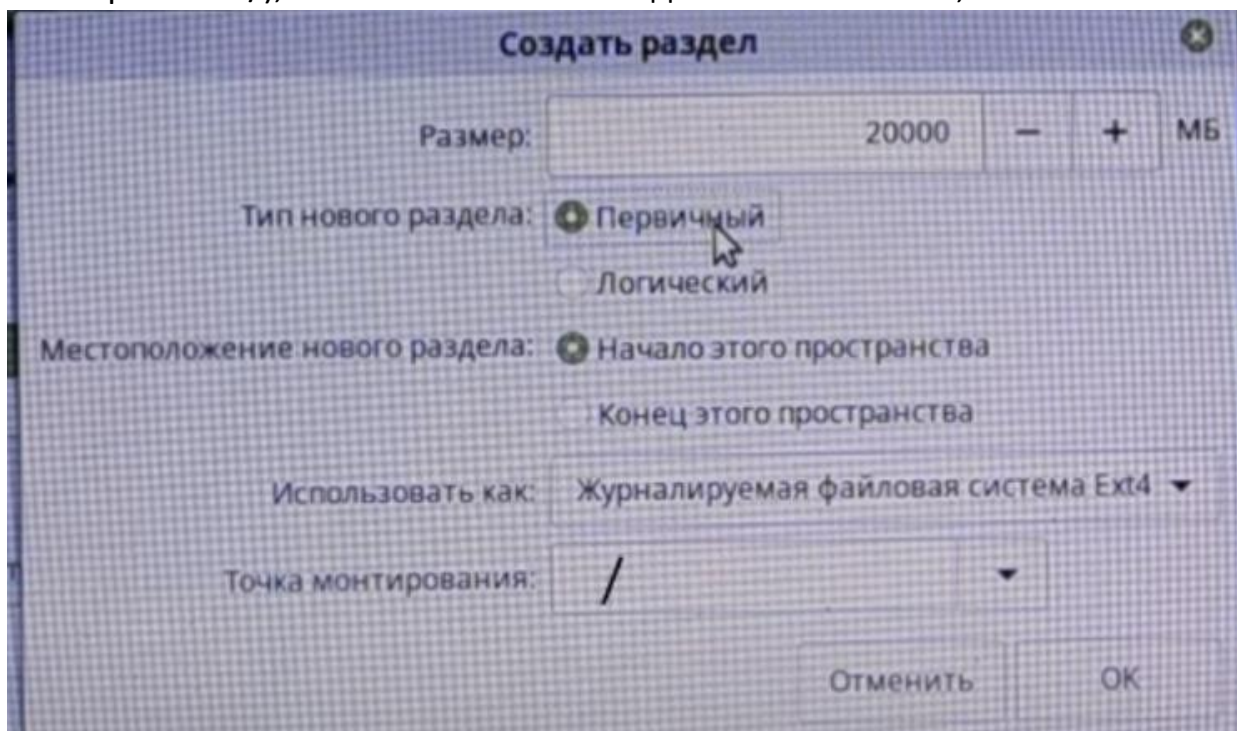 Создать раздел
Размер: 20000 − + МБ
Тип нового раздела: Первичный
Логический
Местоположение нового раздела: Начало этого пространства
Конец этого пространства
Использовать как: Журналируемая файловая система Ext4
Точка монтирования: /
Отменить OK